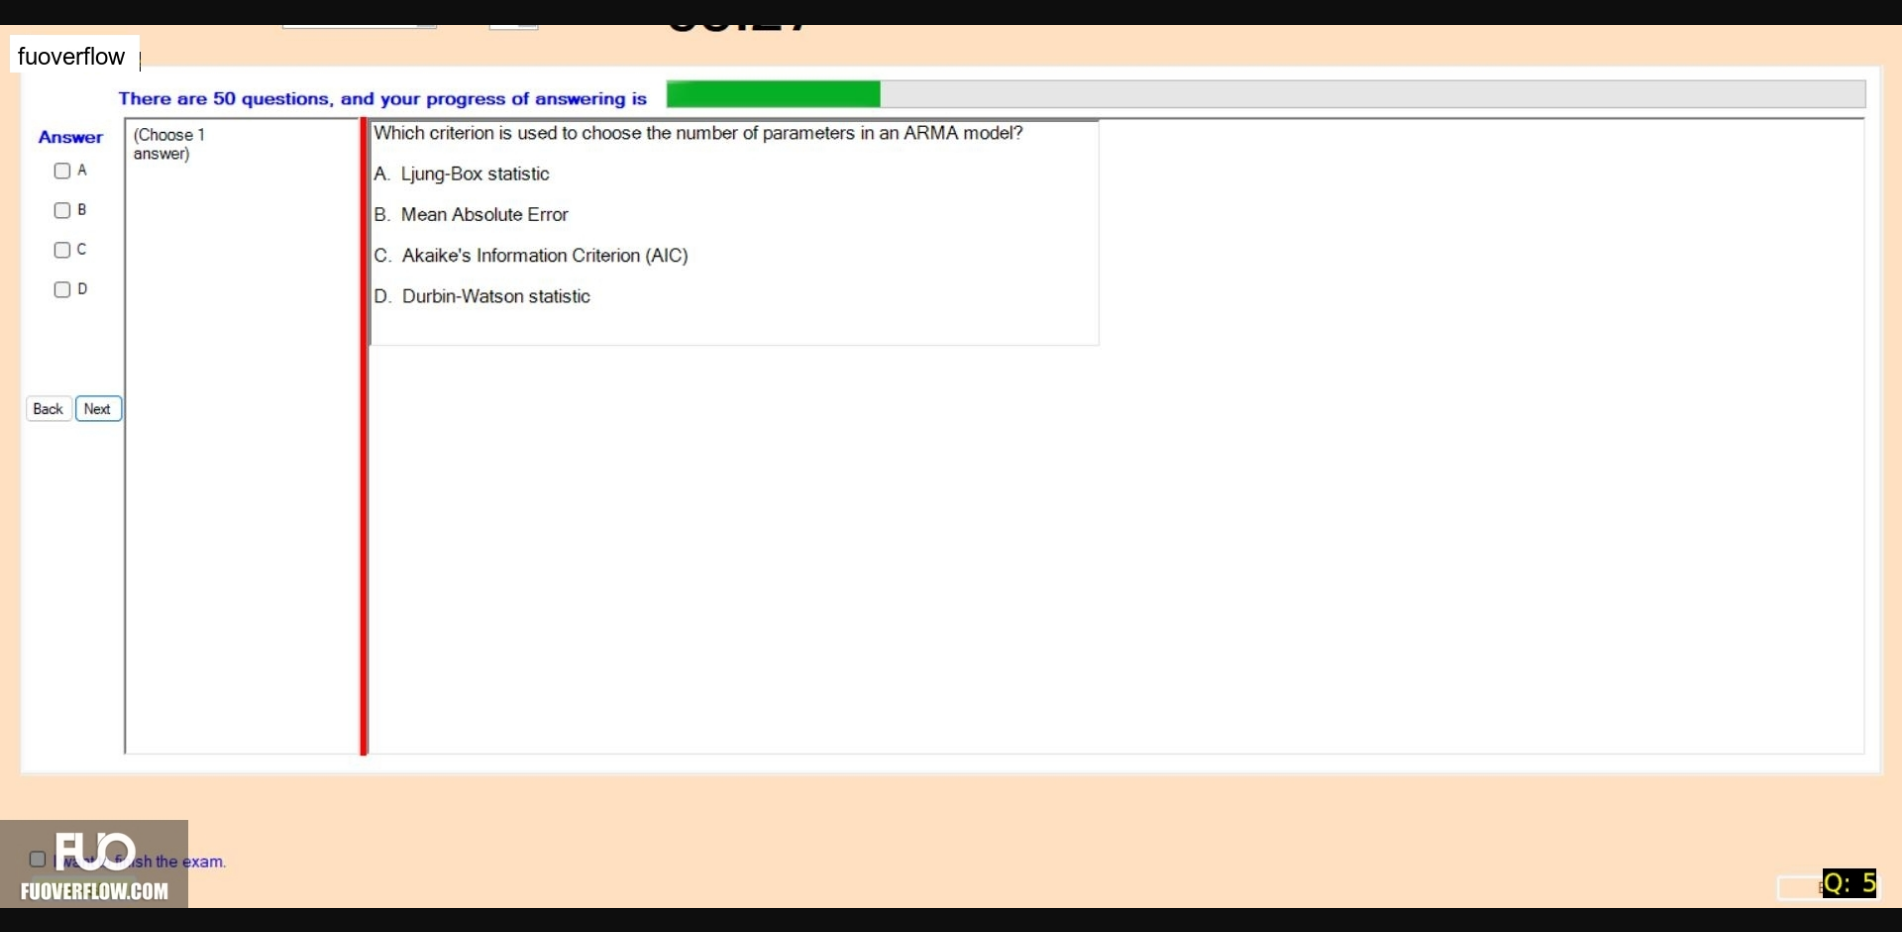 fuoverflow
There are 50 questions, and your progress of answering is
Answer
(Choose 1
answer)
A
B
C
D
Which criterion is used to choose the number of parameters in an ARMA model?
A. Ljung-Box statistic
B. Mean Absolute Error
C. Akaike's Information Criterion (AIC)
D. Durbin-Watson statistic
Back
Next
FUO
the exam.
FUOVERFLOW.COM
Q: 5